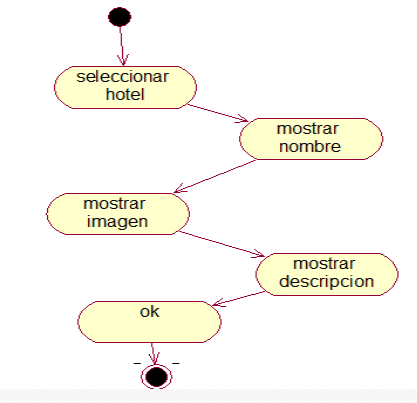 seleccionar
hotel
mostrar
nombre
mostrar
imagen
mostrar
descripcion
ok